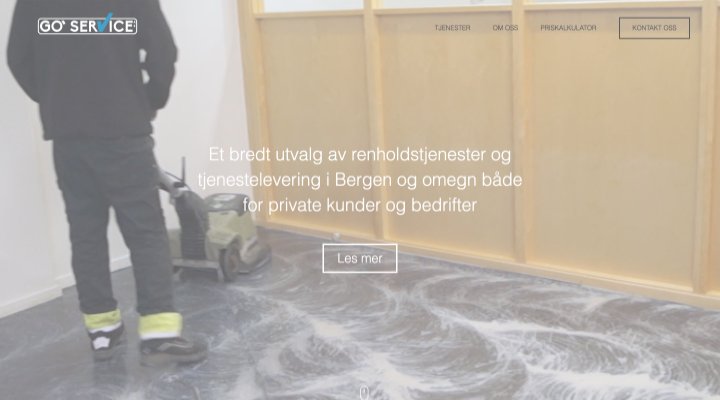 GO' SERVICE
TJENESTER
OM OSS
PRISKALKULATOR
KONTAKT OSS
Et bredt utvalg av renholdstjenester og
tjenestelevering i Bergen og omegn både
for private kunder og bedrifter
Les mer